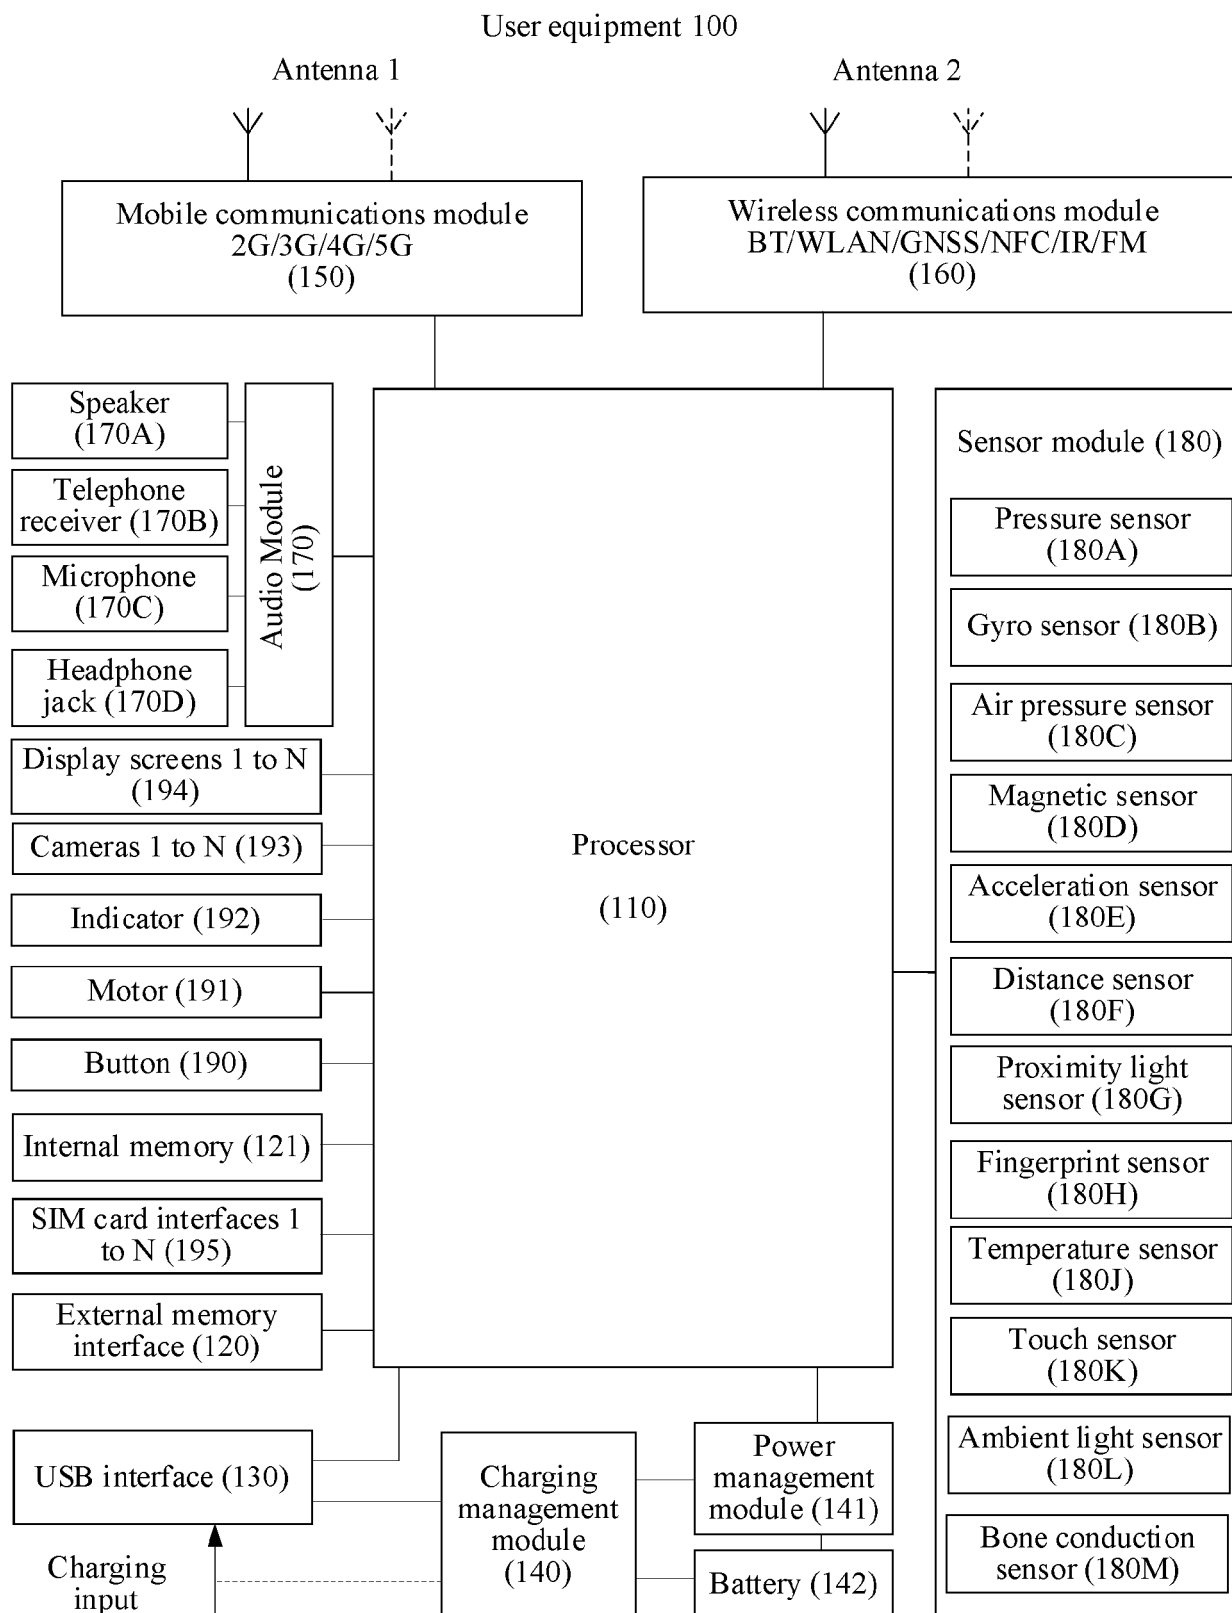 User equipment 100
Antenna 1
Antenna 2
Mobile communications module
2G/3G/4G/5G
(150)
Wireless communications module
BT/WLAN/GNSS/NFC/IR/FM
(160)
Speaker
(170A)
Telephone
receiver (170B)
Microphone
(170C)
Headphone
jack (170D)
Audio Module
(170)
Display screens 1 to N
(194)
Cameras 1 to N (193)
Indicator (192)
Motor (191)
Button (190)
Internal memory (121)
SIM card interfaces 1
to N (195)
External memory
interface (120)
Processor
(110)
Sensor module (180)
Pressure sensor
(180A)
Gyro sensor (180B)
Air pressure sensor
(180C)
Magnetic sensor
(180D)
Acceleration sensor
(180E)
Distance sensor
(180F)
Proximity light
sensor (180G)
Fingerprint sensor
(180H)
Temperature sensor
(180J)
Touch sensor
(180K)
Ambient light sensor
(180L)
Bone conduction
sensor (180M)
USB interface (130)
Charging
input
Charging
management
module
(140)
Power
management
module (141)
Battery (142)